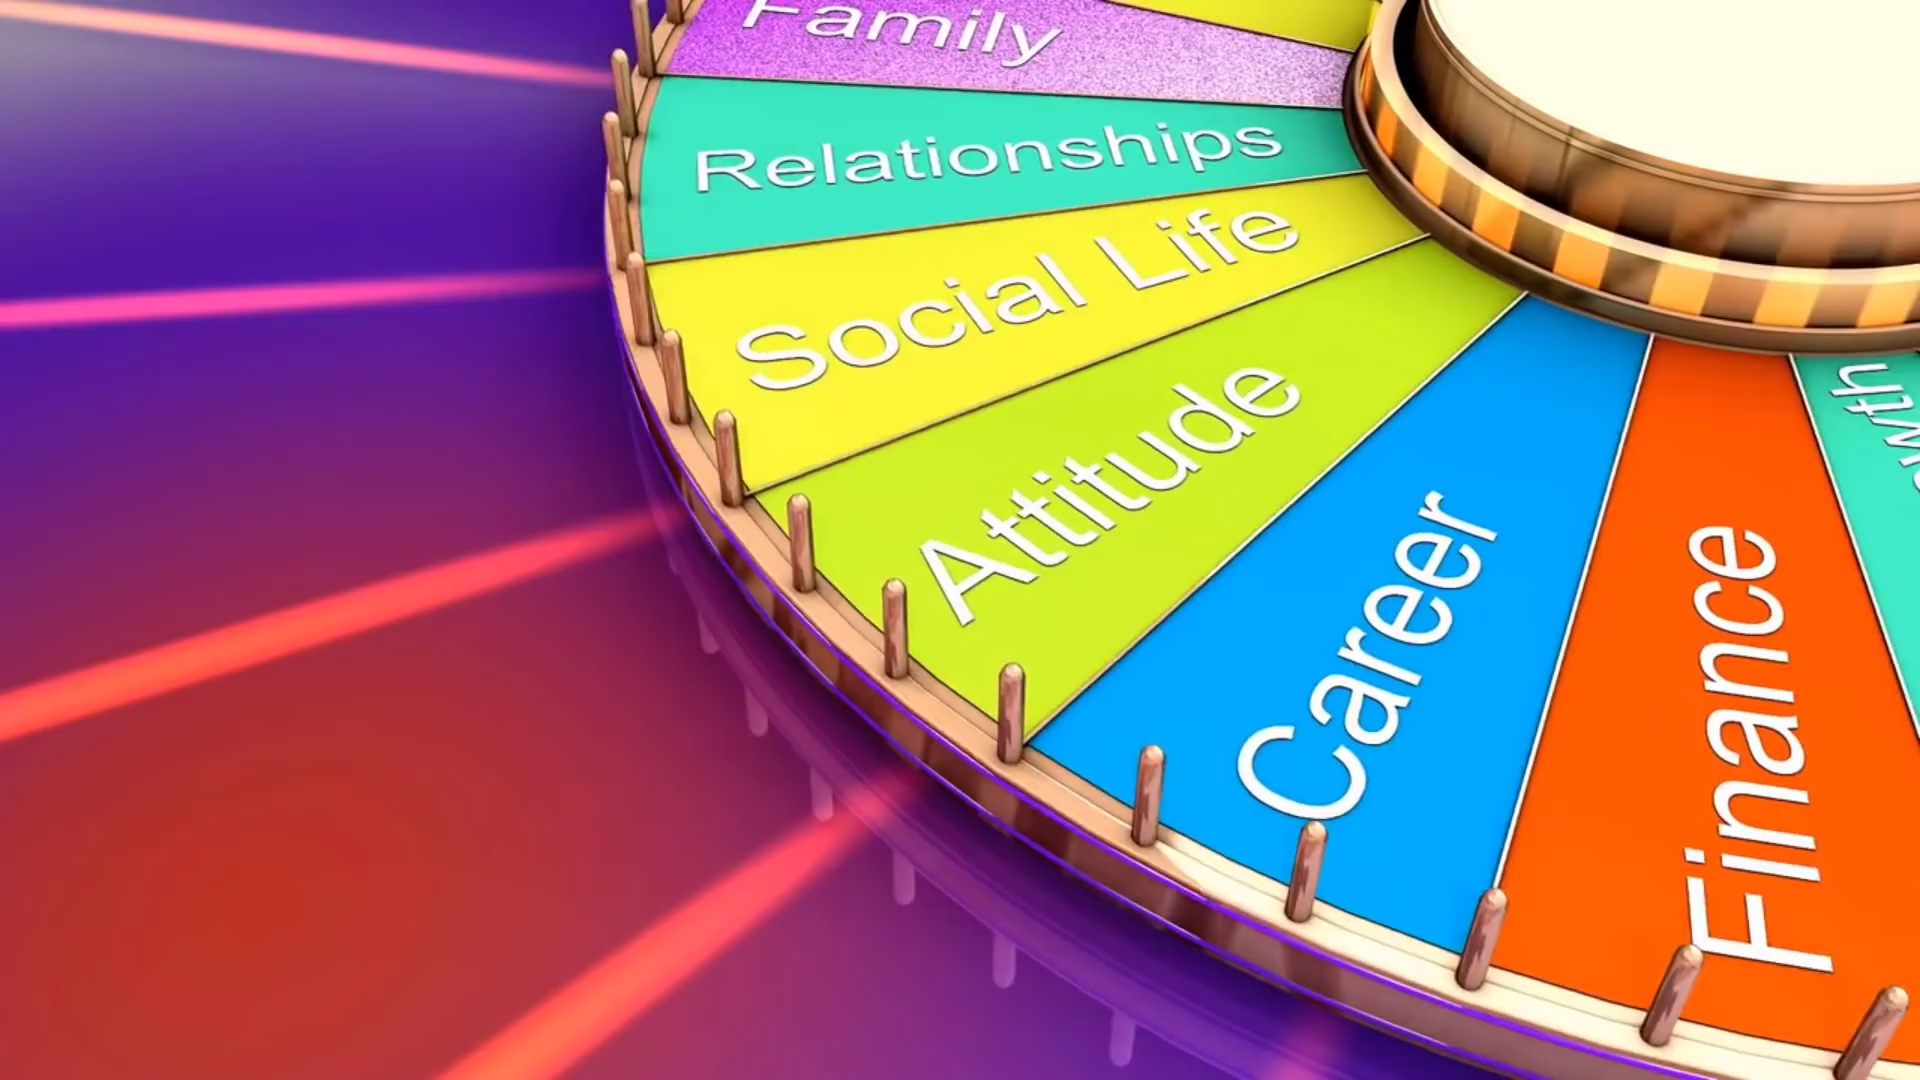 Family
Relationships
Social Life
Attitude
Career
Finance